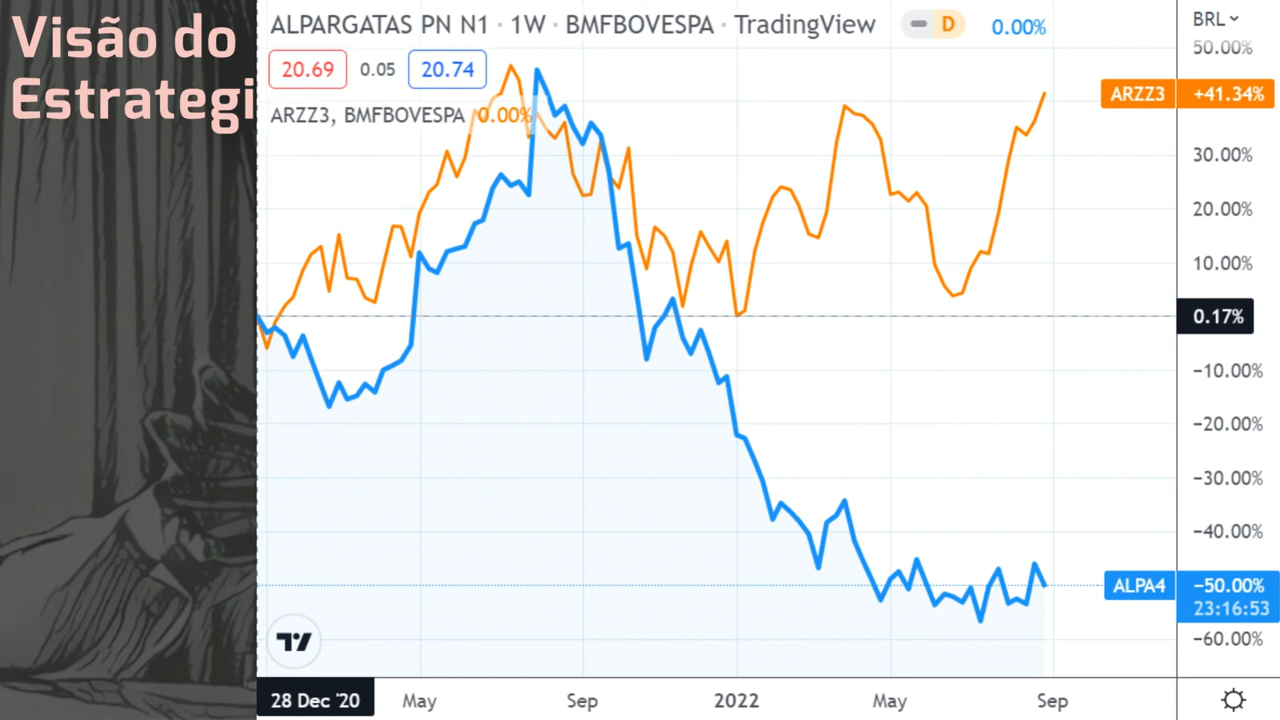 Visão do
Estrategi
ALPARGATAS PN N1 · 1W · BMFBOVESPA · TradingView
D
0.00%
20.69
0.05
20.74
ARZZ3, BMFBOVESPA
0.00%
BRL
50.00%
ARZZ3
+41.34%
30.00%
20.00%
10.00%
0.17%
−10.00%
−20.00%
−30.00%
−40.00%
ALPA4
−50.00%
23:16:53
−60.00%
28 Dec '20
May
Sep
2022
May
Sep